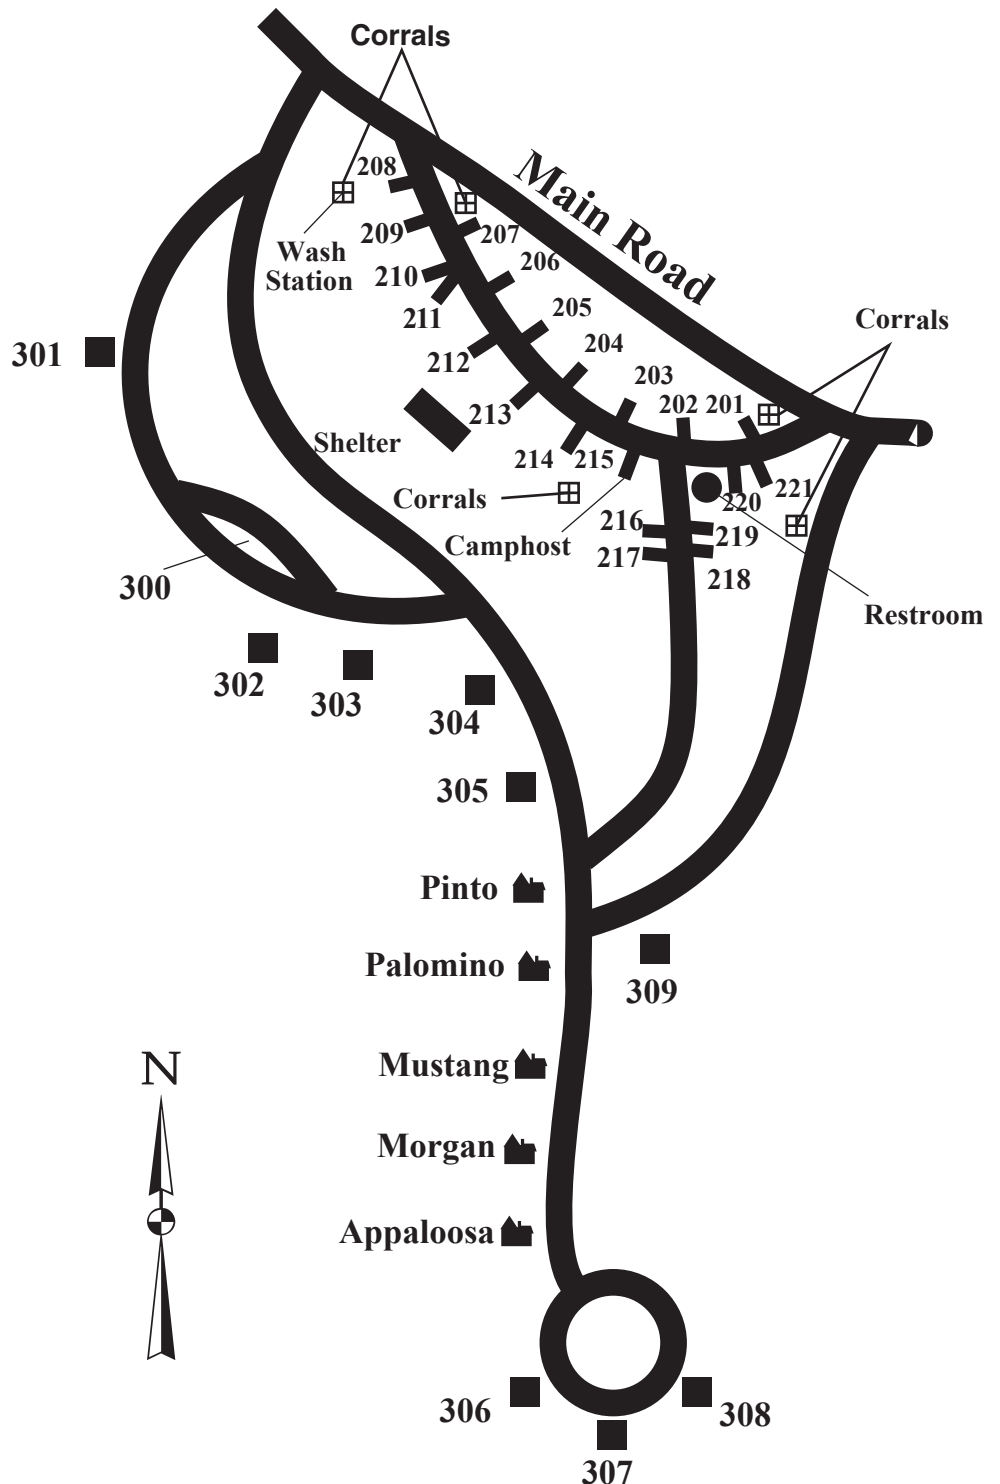 Corrals
208
Main Road
209
207
Wash
Station
206
210
211
205
Corrals
301
212
204
203
213
202
201
Shelter
214
215
Corrals
221
220
216
219
Camphost
217
218
300
Restroom
302
303
304
305
Pinto
Palomino
309
Mustang
N
Morgan
Appaloosa
306
308
307